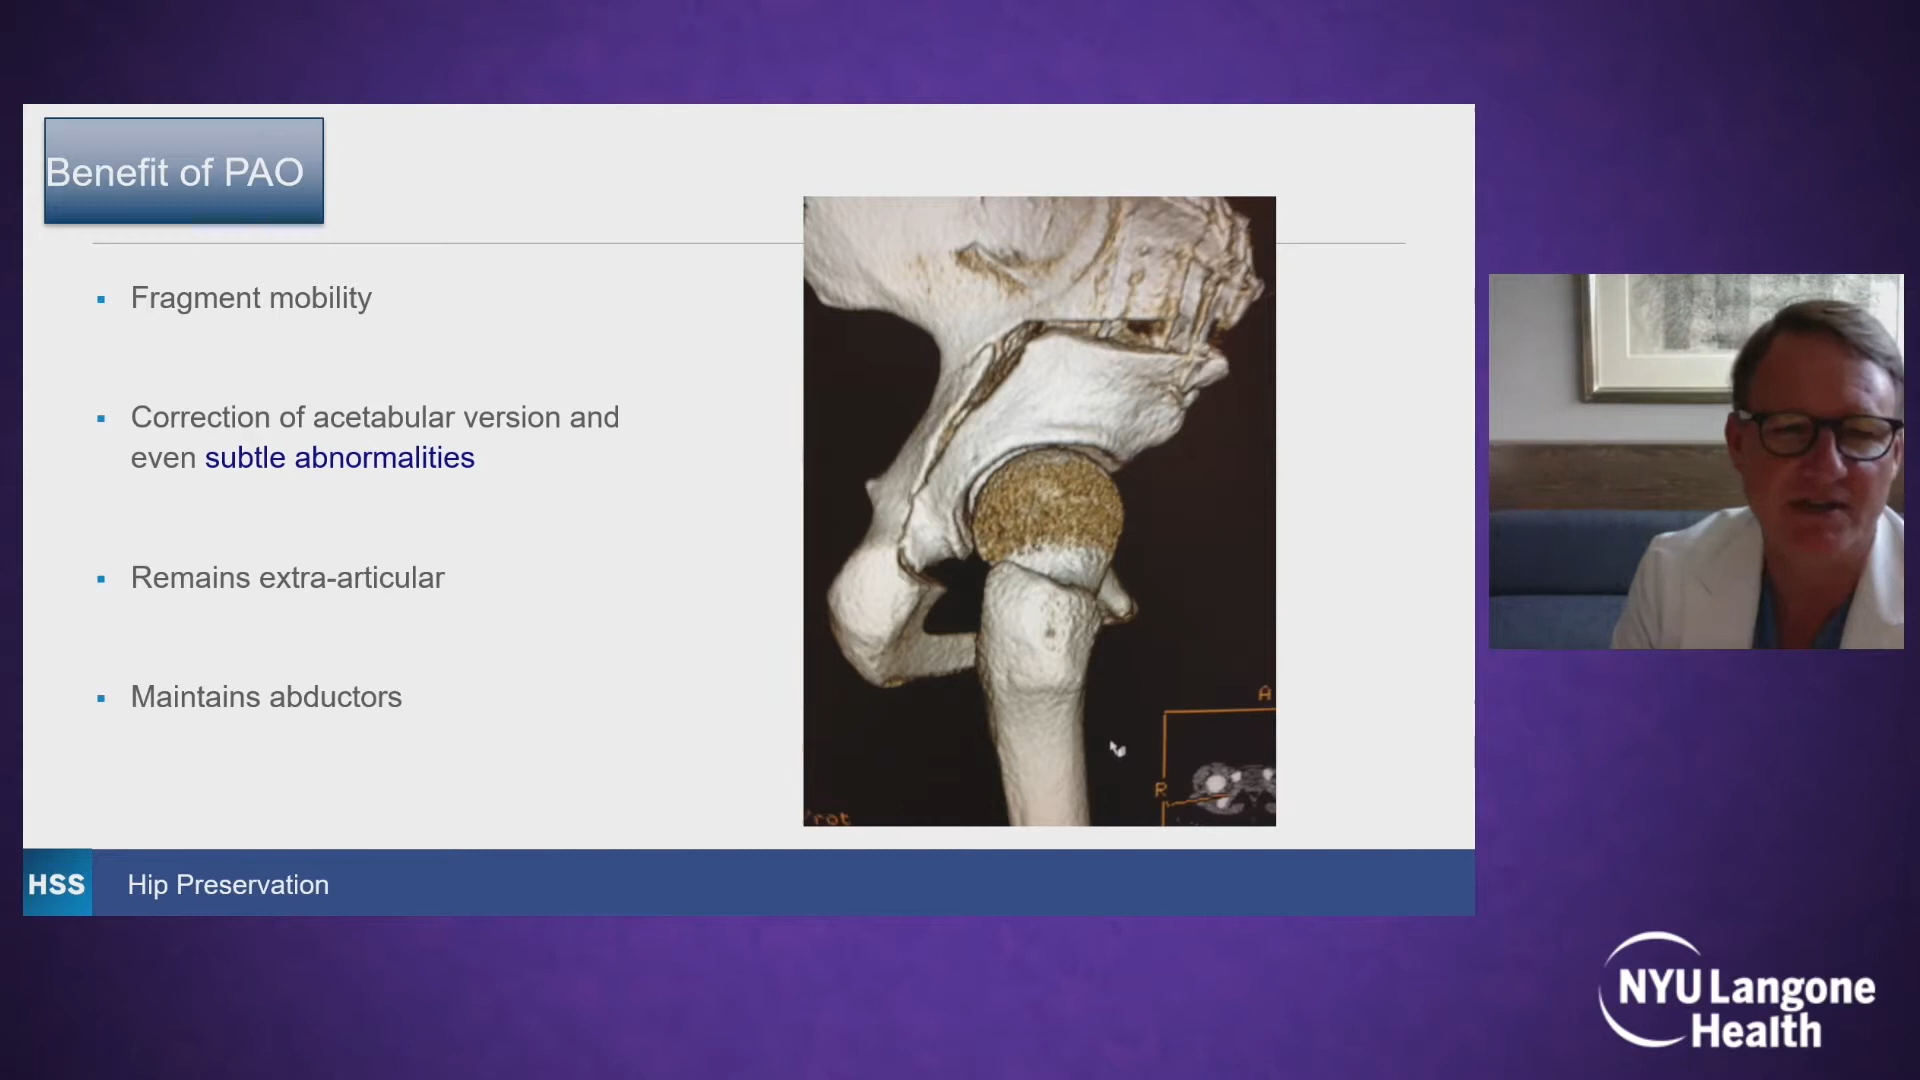 Benefit of PAO
Fragment mobility
Correction of acetabular version and
even subtle abnormalities
Remains extra-articular
Maintains abductors
A
R
rot
HSS
Hip Preservation
NYU Langone
Health